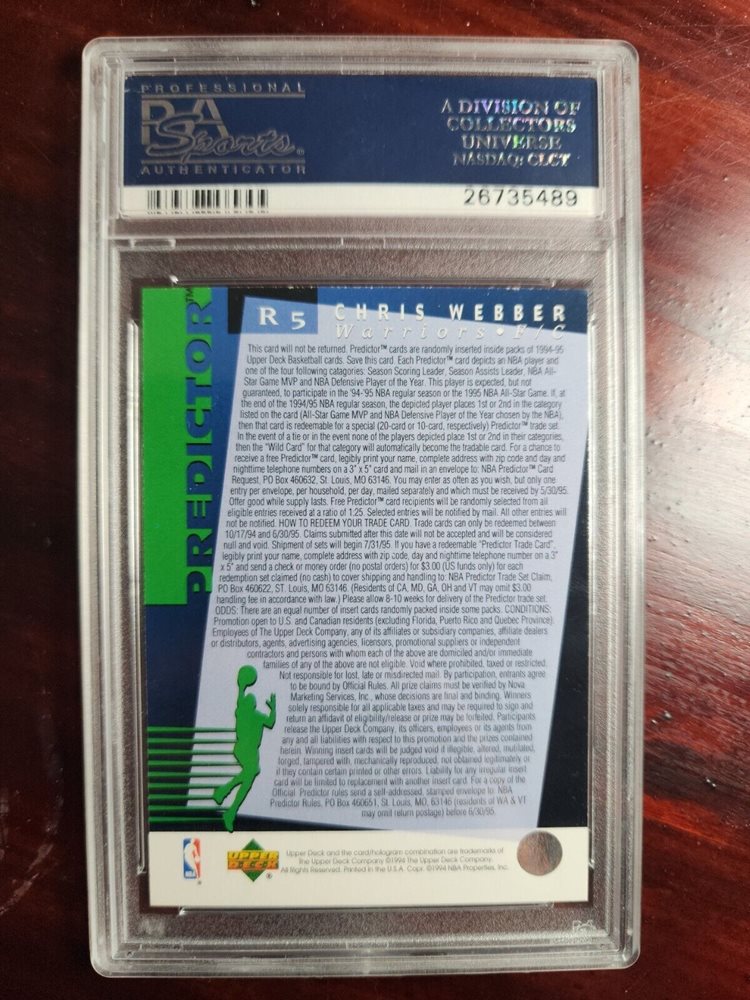 PROFESSIONAL
PSA
Sports®
AUTHENTICATOR
A DIVISION OF
COLLECTORS
UNIVERSE
NASDAQ: CLCT
26735489
PREDICTOR™
R 5
CHRIS WEBBER
Warriors • F/C
This card will not be returned. Predictor™ cards are randomly inserted inside packs of 1994-95
Upper Deck Basketball cards. Save this card. Each Predictor™ card depicts an NBA player and
one of the four following catagories: Season Scoring Leader, Season Assists Leader, NBA All-
Star Game MVP and NBA Defensive Player of the Year. This player is expected, but not
guaranteed, to participate in the '94-'95 NBA regular season or the 1995 NBA All-Star Game. If, at
the end of the 1994/95 NBA regular season, the depicted player places 1st or 2nd in the category
listed on the card (All-Star Game MVP and NBA Defensive Player of the Year chosen by the NBA),
then that card is redeemable for a special (20-card or 10-card, respectively) Predictor™ trade set.
In the event of a tie or in the event none of the players depicted place 1st or 2nd in their categories,
then the "Wild Card" for that category will automatically become the tradable card. For a chance to
receive a free Predictor™ card, legibly print your name, complete address with zip code and day and
nighttime telephone numbers on a 3" x 5" card and mail in an envelope to: NBA Predictor™ Card
Request, PO Box 460632, St. Louis, MO 63146. You may enter as often as you wish, but only one
entry per envelope, per household, per day, mailed separately and which must be received by 5/30/95.
Offer good while supply lasts. Free Predictor™ card recipients will be randomly selected from all
eligible entries received at a ratio of 1:25. Selected entries will be notified by mail. All other entries will
not be notified. HOW TO REDEEM YOUR TRADE CARD. Trade cards can only be redeemed between
10/17/94 and 6/30/95. Claims submitted after this date will not be accepted and will be considered
null and void. Shipment of sets will begin 7/31/95. If you have a redeemable "Predictor Trade Card",
legibly print your name, complete address with zip code, day and nighttime telephone number on a 3"
x 5" and send a check or money order (no postal orders) for $3.00 (US funds only) for each
redemption set claimed (no cash) to cover shipping and handling to: NBA Predictor Trade Set Claim,
PO Box 460622, ST. Louis, MO, 63146. (Residents of CA, MD, GA, OH and VT may omit $3.00
handling fee in accordance with law.) Please allow 8-10 weeks for delivery of the Predictor trade set.
ODDS: There are an equal number of insert cards randomly packed inside some packs. CONDITIONS:
Promotion open to U.S. and Canadian residents (excluding Florida, Puerto Rico and Quebec Province).
Employees of The Upper Deck Company, any of its affiliates or subsidiary companies, affiliate dealers
or distributors, agents, advertising agencies, licensors, promotional suppliers or independent
contractors and persons with whom each of the above are domiciled and/or immediate
families of any of the above are not eligible. Void where prohibited, taxed or restricted.
Not responsible for lost, late or misdirected mail. By participation, entrants agree
to be bound by Official Rules. All prize claims must be verified by Nova
Marketing Services, Inc., whose decisions are final and binding. Winners
solely responsible for all applicable taxes and may be required to sign and
return an affidavit of eligibility/release or prize may be forfeited. Participants
release the Upper Deck Company, its officers, employees or its agents from
any and all liabilities with respect to this promotion and the prizes contained
herein. Winning insert cards will be judged void if illegible, altered, mutilated,
forged, tampered with, mechanically reproduced, not obtained legitimately or
if they contain certain printed or other errors. Liability for any irregular insert
card will be limited to replacement with another insert card. For a copy of the
Official Predictor rules send a self-addressed, stamped envelope to: NBA
Predictor Rules, PO Box 460651, St. Louis, MO, 63146 (residents of WA & VT
may omit return postage) before 6/30/95.
NBA
UPPER
DECK
®
Upper Deck and the card/hologram combination are trademarks of
The Upper Deck Company ©1994 The Upper Deck Company.
All Rights Reserved. Printed in the U.S.A. Copr. ©1994 NBA Properties, Inc.
PSA